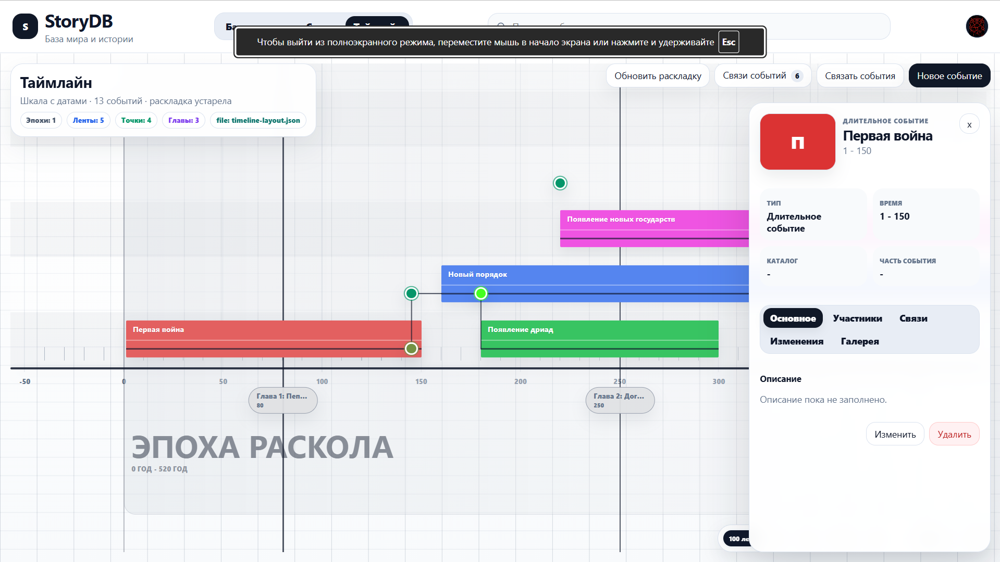 S
StoryDB
База мира и истории
Чтобы выйти из полноэкранного режима, переместите мышь в начало экрана или нажмите и удерживайте Esc
Таймлайн
Шкала с датами · 13 событий · раскладка устарела
Эпохи: 1
Ленты: 5
Точки: 4
Главы: 3
file: timeline-layout.json
Обновить раскладку
Связи событий 6
Связать события
Новое событие
П
ДЛИТЕЛЬНОЕ СОБЫТИЕ
Первая война
1 - 150
x
ТИП
Длительное
событие
ВРЕМЯ
1 - 150
КАТАЛОГ
-
ЧАСТЬ СОБЫТИЯ
-
Основное
Участники
Связи
Изменения
Галерея
Описание
Описание пока не заполнено.
Изменить
Удалить
Появление новых государств
Новый порядок
Первая война
Появление дриад
-50
0
50
100
150
200
250
300
Глава 1: Пеп...
80
Глава 2: Дог...
250
ЭПОХА РАСКОЛА
0 ГОД - 520 ГОД
100 ле